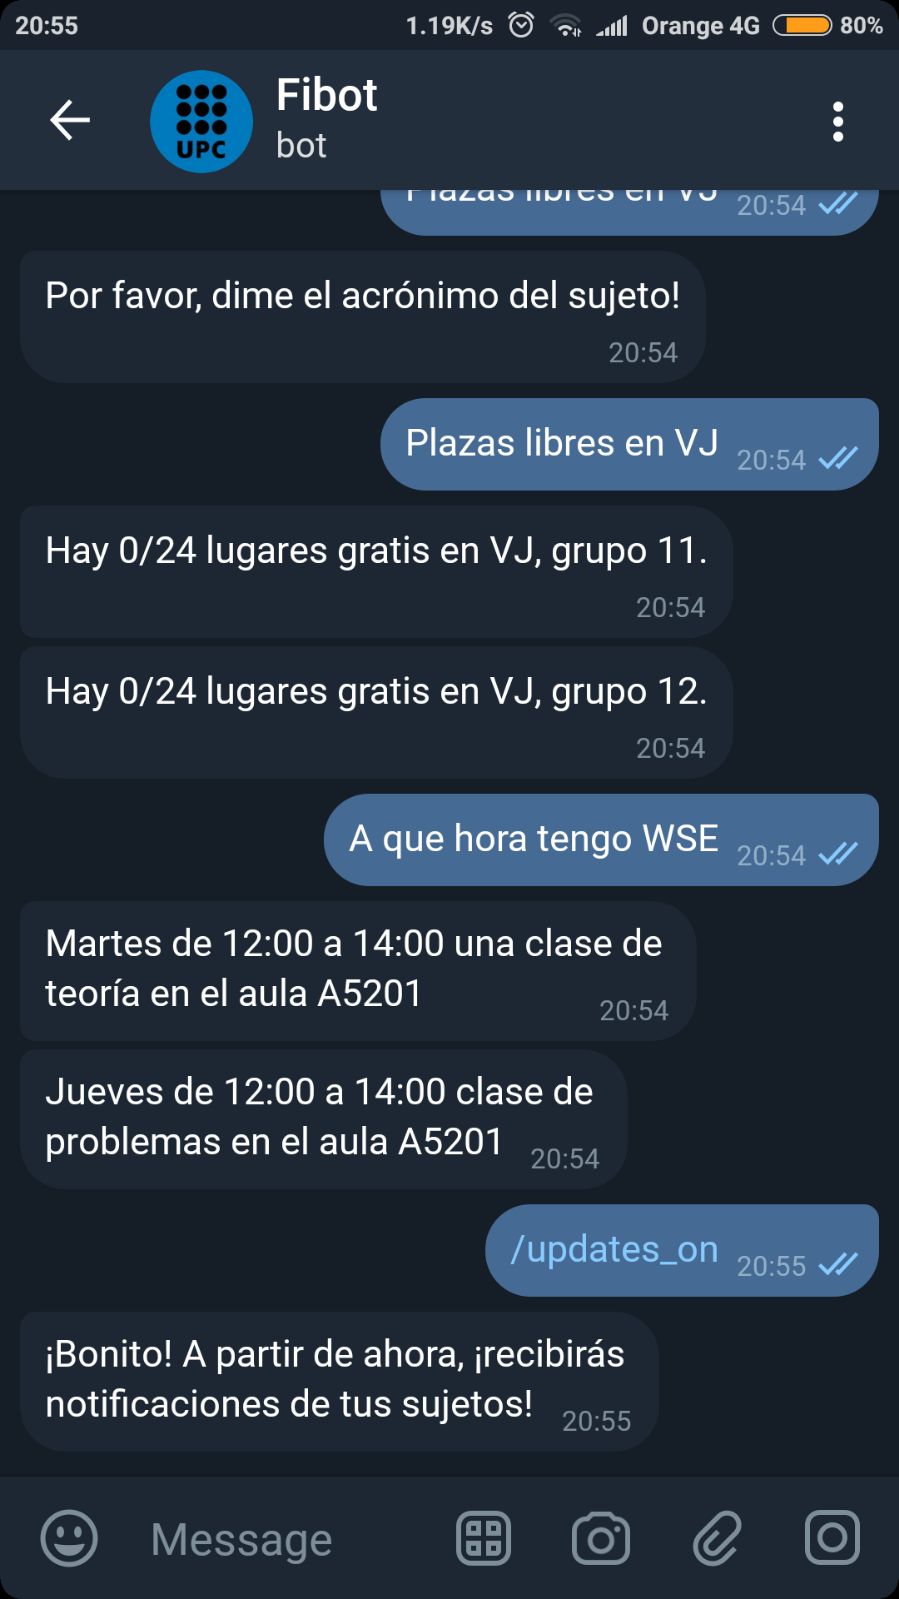 20:55
1.19K/s
Orange 4G
80%
UPC
Fibot
bot
Plazas libres en VJ 20:54
Por favor, dime el acrónimo del sujeto!
20:54
Plazas libres en VJ 20:54
Hay 0/24 lugares gratis en VJ, grupo 11.
20:54
Hay 0/24 lugares gratis en VJ, grupo 12.
20:54
A que hora tengo WSE 20:54
Martes de 12:00 a 14:00 una clase de
teoría en el aula A5201 20:54
Jueves de 12:00 a 14:00 clase de
problemas en el aula A5201 20:54
/updates_on 20:55
¡Bonito! A partir de ahora, ¡recibirás
notificaciones de tus sujetos! 20:55
Message